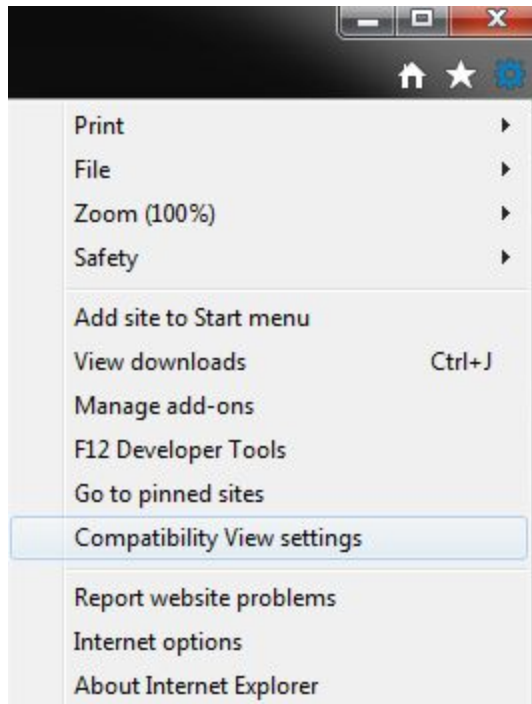 Print
File
Zoom (100%)
Safety
Add site to Start menu
View downloads Ctrl+J
Manage add-ons
F12 Developer Tools
Go to pinned sites
Compatibility View settings
Report website problems
Internet options
About Internet Explorer